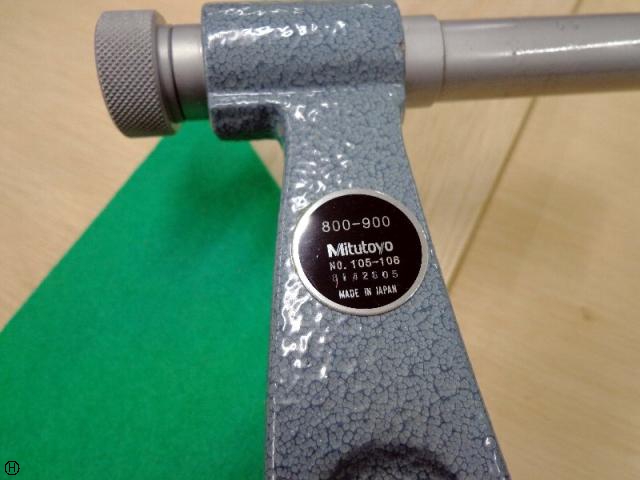 800-900
Mitutoyo
NO. 105-106
MADE IN JAPAN
H